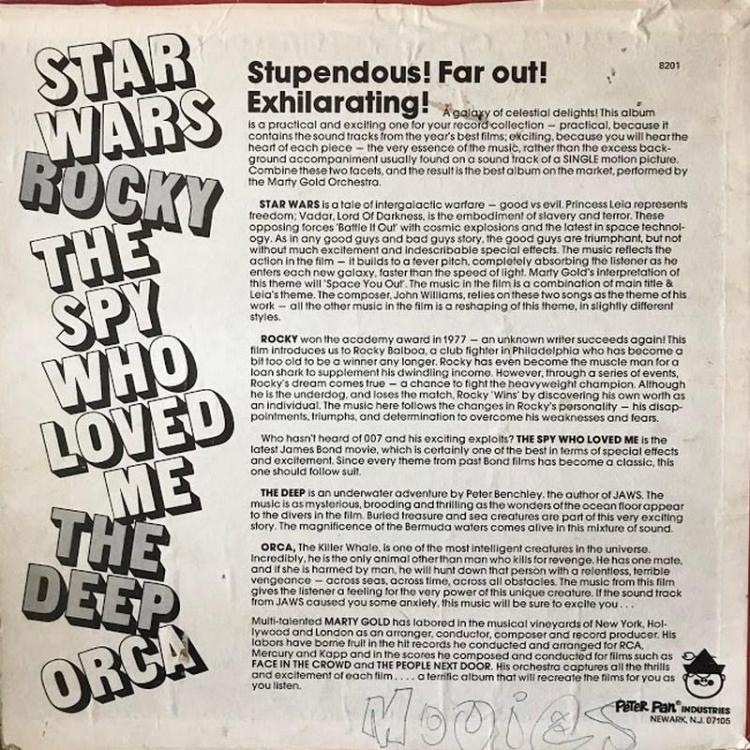 STAR
WARS
ROCKY
THE
SPY
WHO
LOVED
ME
THE
DEEP
ORCA
8201
Stupendous! Far out!
Exhilarating! A galaxy of celestial delights! This album
is a practical and exciting one for your record collection — practical, because it
contains the sound tracks from the year's best films; exciting, because you will hear the
heart of each piece — the very essence of the music, rather than the excess back-
ground accompaniment usually found on a sound track of a SINGLE motion picture.
Combine these two facets, and the result is the best album on the market, performed by
the Marty Gold Orchestra.
STAR WARS is a tale of intergalactic warfare — good vs evil. Princess Leia represents
freedom; Vadar, Lord Of Darkness, is the embodiment of slavery and terror. These
opposing forces 'Battle It Out' with cosmic explosions and the latest in space technol-
ogy. As in any good guys and bad guys story, the good guys are triumphant, but not
without much excitement and indescribable special effects. The music reflects the
action in the film — it builds to a fever pitch, completely absorbing the listener as he
enters each new galaxy, faster than the speed of light. Marty Gold's interpretation of
this theme will 'Space You Out'. The music in the film is a combination of main title &
Leia's theme. The composer, John Williams, relies on these two songs as the theme of his
work — all the other music in the film is a reshaping of this theme, in slightly different
styles.
ROCKY won the academy award in 1977 — an unknown writer succeeds again! This
film introduces us to Rocky Balboa, a club fighter in Philadelphia who has become a
bit too old to be a winner any longer. Rocky has even become the muscle man for a
loan shark to supplement his dwindling income. However, through a series of events,
Rocky's dream comes true — a chance to fight the heavyweight champion. Although
he is the underdog, and loses the match, Rocky 'Wins' by discovering his own worth as
an individual. The music here follows the changes in Rocky's personality — his disap-
pointments, triumphs, and determination to overcome his weaknesses and fears.
Who hasn't heard of 007 and his exciting exploits? THE SPY WHO LOVED ME is the
latest James Bond movie, which is certainly one of the best in terms of special effects
and excitement. Since every theme from past Bond films has become a classic, this
one should follow suit.
THE DEEP is an underwater adventure by Peter Benchley, the author of JAWS. The
music is as mysterious, brooding and thrilling as the wonders of the ocean floor appear
to the divers in the film. Buried treasure and sea creatures are part of this very exciting
story. The magnificence of the Bermuda waters comes alive in this mixture of sound.
ORCA, The Killer Whale, is one of the most intelligent creatures in the universe.
Incredibly, he is the only animal other than man who kills for revenge. He has one mate,
and if she is harmed by man, he will hunt down that person with a relentless, terrible
vengeance — across seas, across time, across all obstacles. The music from this film
gives the listener a feeling for the very power of this unique creature. If the sound track
from JAWS caused you some anxiety, this music will be sure to excite you . . .
Multi-talented MARTY GOLD has labored in the musical vineyards of New York, Hol-
lywood and London as an arranger, conductor, composer and record producer. His
labors have borne fruit in the hit records he conducted and arranged for RCA,
Mercury and Kapp and in the scores he composed and conducted for films such as
FACE IN THE CROWD and THE PEOPLE NEXT DOOR. His orchestra captures all the thrills
and excitement of each film . . . . a terrific album that will recreate the films for you as
you listen.
Movies
Peter Pan® INDUSTRIES
NEWARK, N.J. 07105